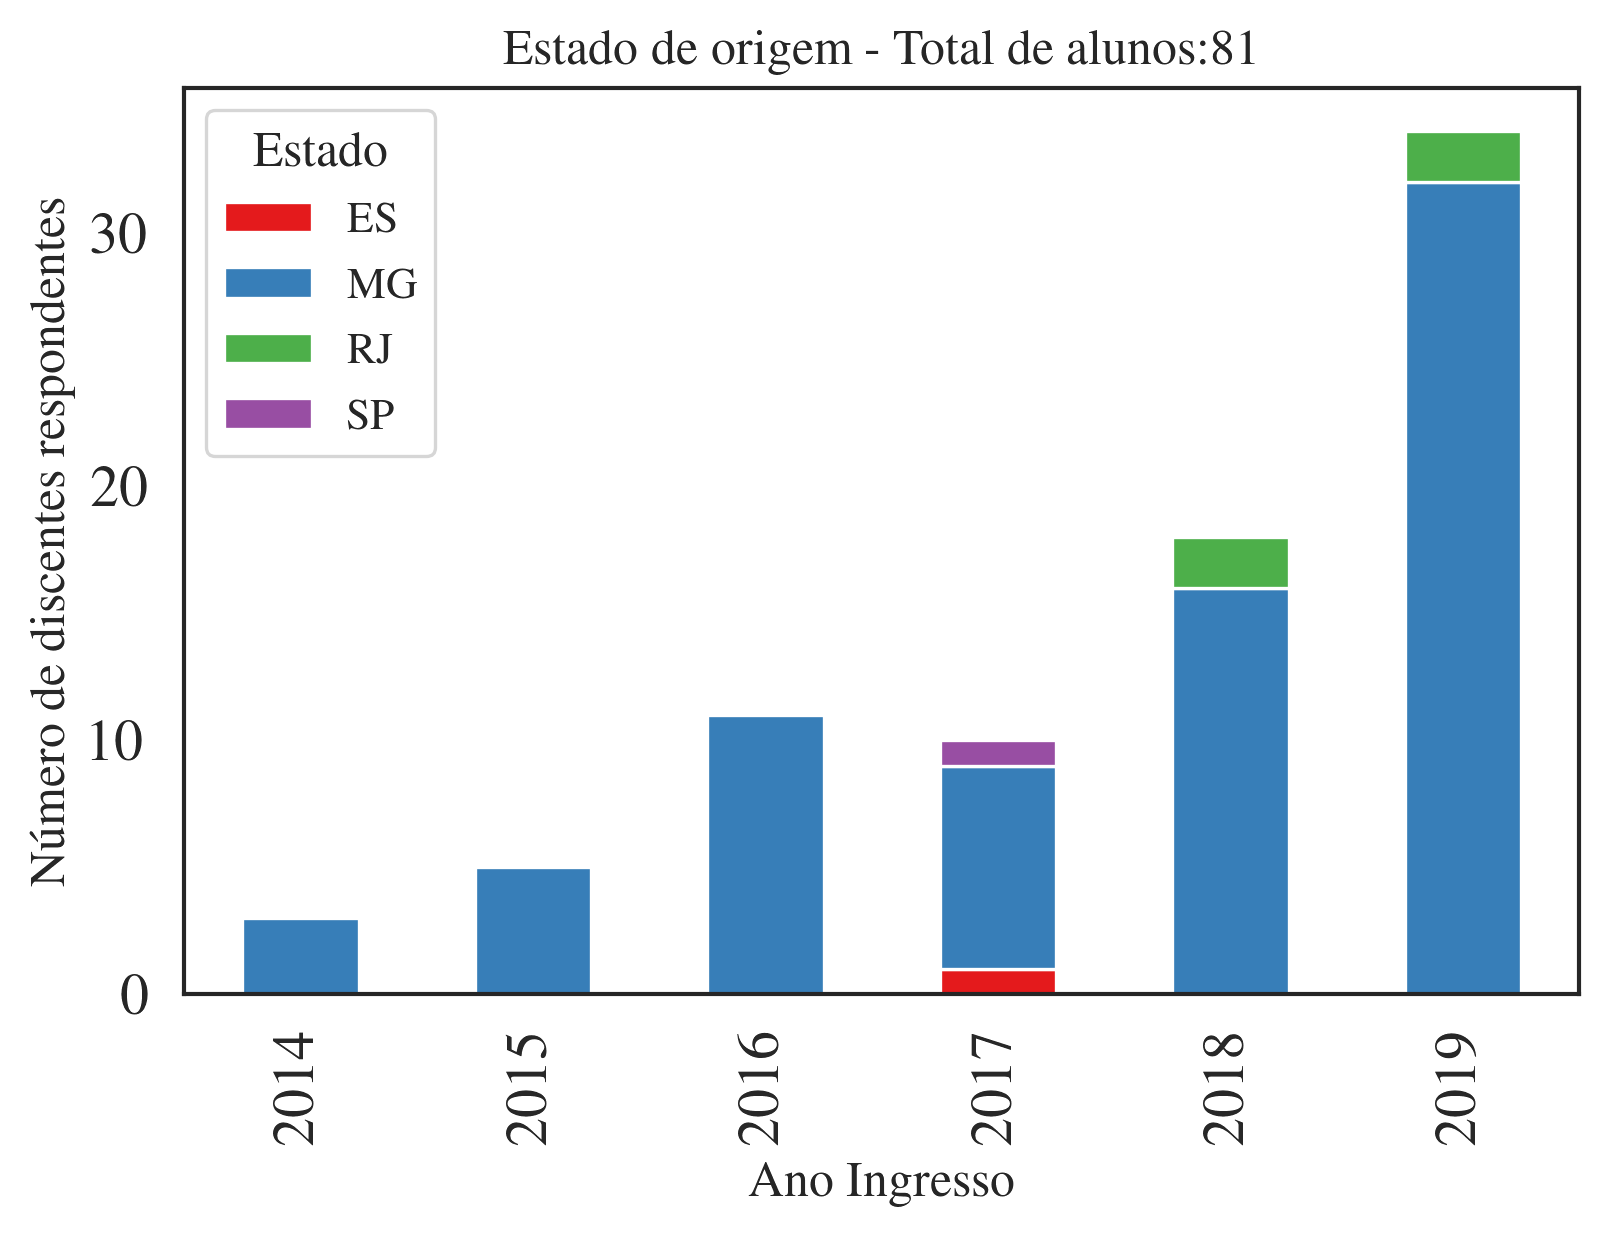 Estado de origem - Total de alunos:81
Estado
ES
MG
RJ
SP
Número de discentes respondentes
30
20
10
0
2014
2015
2016
2017
2018
2019
Ano Ingresso